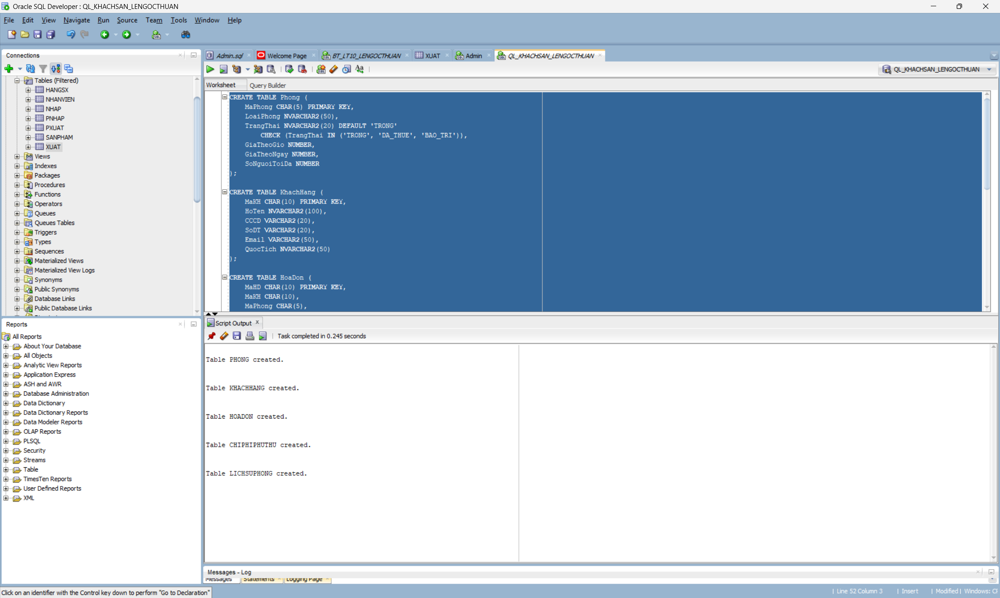 Oracle SQL Developer : QL_KHACHSAN_LENGOCTHUAN
File Edit View Navigate Run Source Team Tools Window Help
Connections
Tables (Filtered)
HANGSX
NHANVIEN
NHAP
PNHAP
PXUAT
SANPHAM
XUAT
Views
Indexes
Packages
Procedures
Functions
Operators
Queues
Queues Tables
Triggers
Types
Sequences
Materialized Views
Materialized View Logs
Synonyms
Public Synonyms
Database Links
Public Database Links
Reports
All Reports
About Your Database
All Objects
Analytic View Reports
Application Express
ASH and AWR
Database Administration
Data Dictionary
Data Dictionary Reports
Data Modeler Reports
OLAP Reports
PLSQL
Security
Streams
Table
TimesTen Reports
User Defined Reports
XML
Admin.sql Welcome Page BT_LT10_LENGOCTHUAN XUAT Admin QL_KHACHSAN_LENGOCTHUAN
QL_KHACHSAN_LENGOCTHUAN
Worksheet Query Builder
CREATE TABLE Phong (
MaPhong CHAR(5) PRIMARY KEY,
LoaiPhong NVARCHAR2(50),
TrangThai NVARCHAR2(20) DEFAULT 'TRONG'
CHECK (TrangThai IN ('TRONG', 'DA_THUE', 'BAO_TRI')),
GiaTheoGio NUMBER,
GiaTheoNgay NUMBER,
SoNguoiToiDa NUMBER
);
CREATE TABLE KhachHang (
MaKH CHAR(10) PRIMARY KEY,
HoTen NVARCHAR2(100),
CCCD VARCHAR2(20),
SoDT VARCHAR2(20),
Email VARCHAR2(50),
QuocTich NVARCHAR2(50)
);
CREATE TABLE HoaDon (
MaHD CHAR(10) PRIMARY KEY,
MaKH CHAR(10),
MaPhong CHAR(5),
Script Output
Task completed in 0.245 seconds
Table PHONG created.
Table KHACHHANG created.
Table HOADON created.
Table CHIPHIPHUTHU created.
Table LICHSUPHONG created.
Messages - Log
Messages Statements Logging Page
Click on an identifier with the Control key down to perform "Go to Declaration"
Line 52 Column 3 Insert Modified Windows: